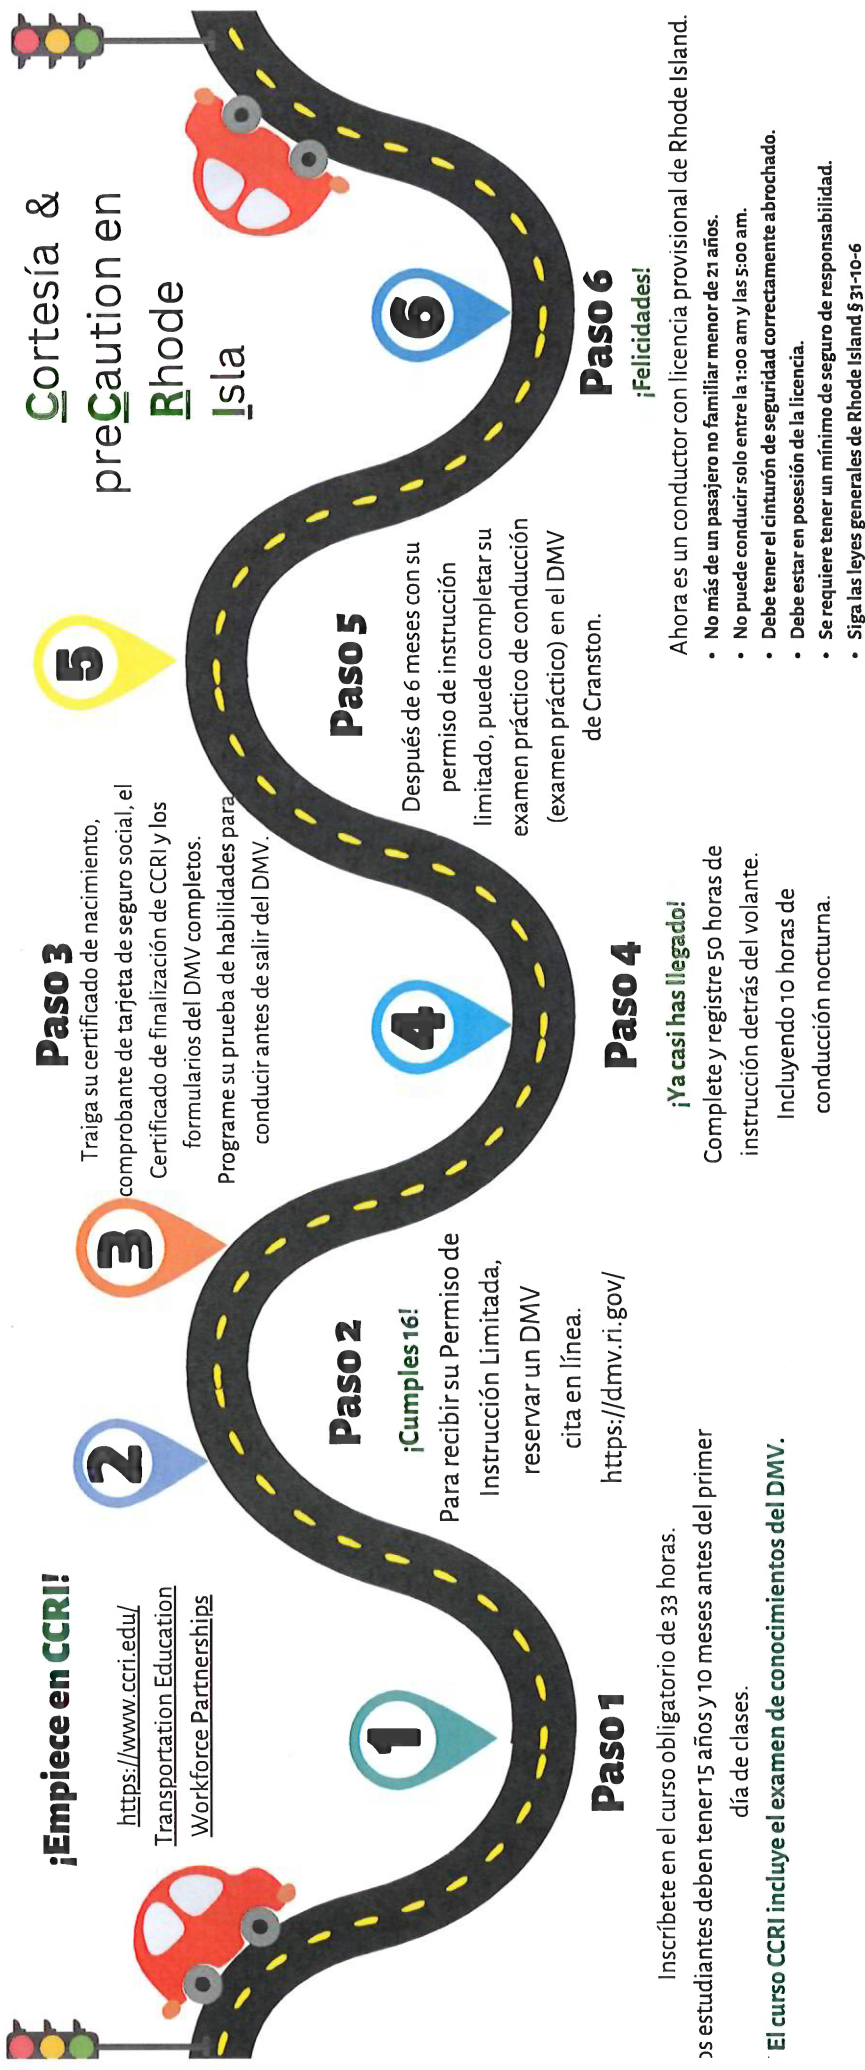 ¡Empiece en CCRI!
https://www.ccri.edu/
Transportation Education
Workforce Partnerships
Cortesía &
preCaution en
Rhode
Isla
1
Paso 1
Inscríbete en el curso obligatorio de 33 horas.
os estudiantes deben tener 15 años y 10 meses antes del primer
día de clases.
El curso CCRI incluye el examen de conocimientos del DMV.
2
Paso 2
¡Cumples 16!
Para recibir su Permiso de
Instrucción Limitada,
reservar un DMV
cita en línea.
https://dmv.ri.gov/
3
Paso 3
Traiga su certificado de nacimiento,
comprobante de tarjeta de seguro social, el
Certificado de finalización de CCRI y los
formularios del DMV completos.
Programe su prueba de habilidades para
conducir antes de salir del DMV.
4
Paso 4
¡Ya casi has llegado!
Complete y registre 50 horas de
instrucción detrás del volante.
Incluyendo 10 horas de
conducción nocturna.
5
Paso 5
Después de 6 meses con su
permiso de instrucción
limitado, puede completar su
examen práctico de conducción
(examen práctico) en el DMV
de Cranston.
6
Paso 6
¡Felicidades!
Ahora es un conductor con licencia provisional de Rhode Island.
• No más de un pasajero no familiar menor de 21 años.
• No puede conducir solo entre la 1:00 am y las 5:00 am.
• Debe tener el cinturón de seguridad correctamente abrochado.
• Debe estar en posesión de la licencia.
• Se requiere tener un mínimo de seguro de responsabilidad.
• Siga las leyes generales de Rhode Island § 31-10-6